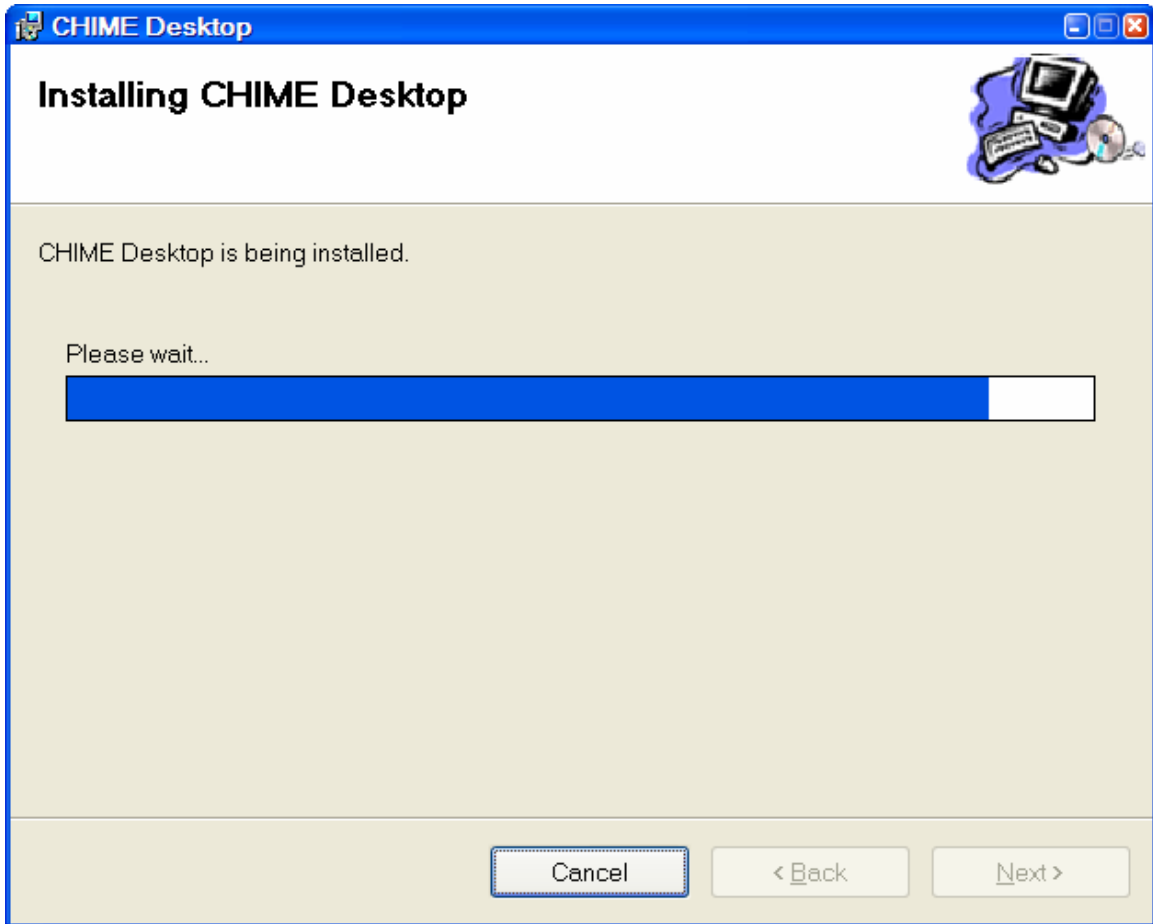 CHIME Desktop
Installing CHIME Desktop
CHIME Desktop is being installed.
Please wait...
Cancel
< Back
Next >